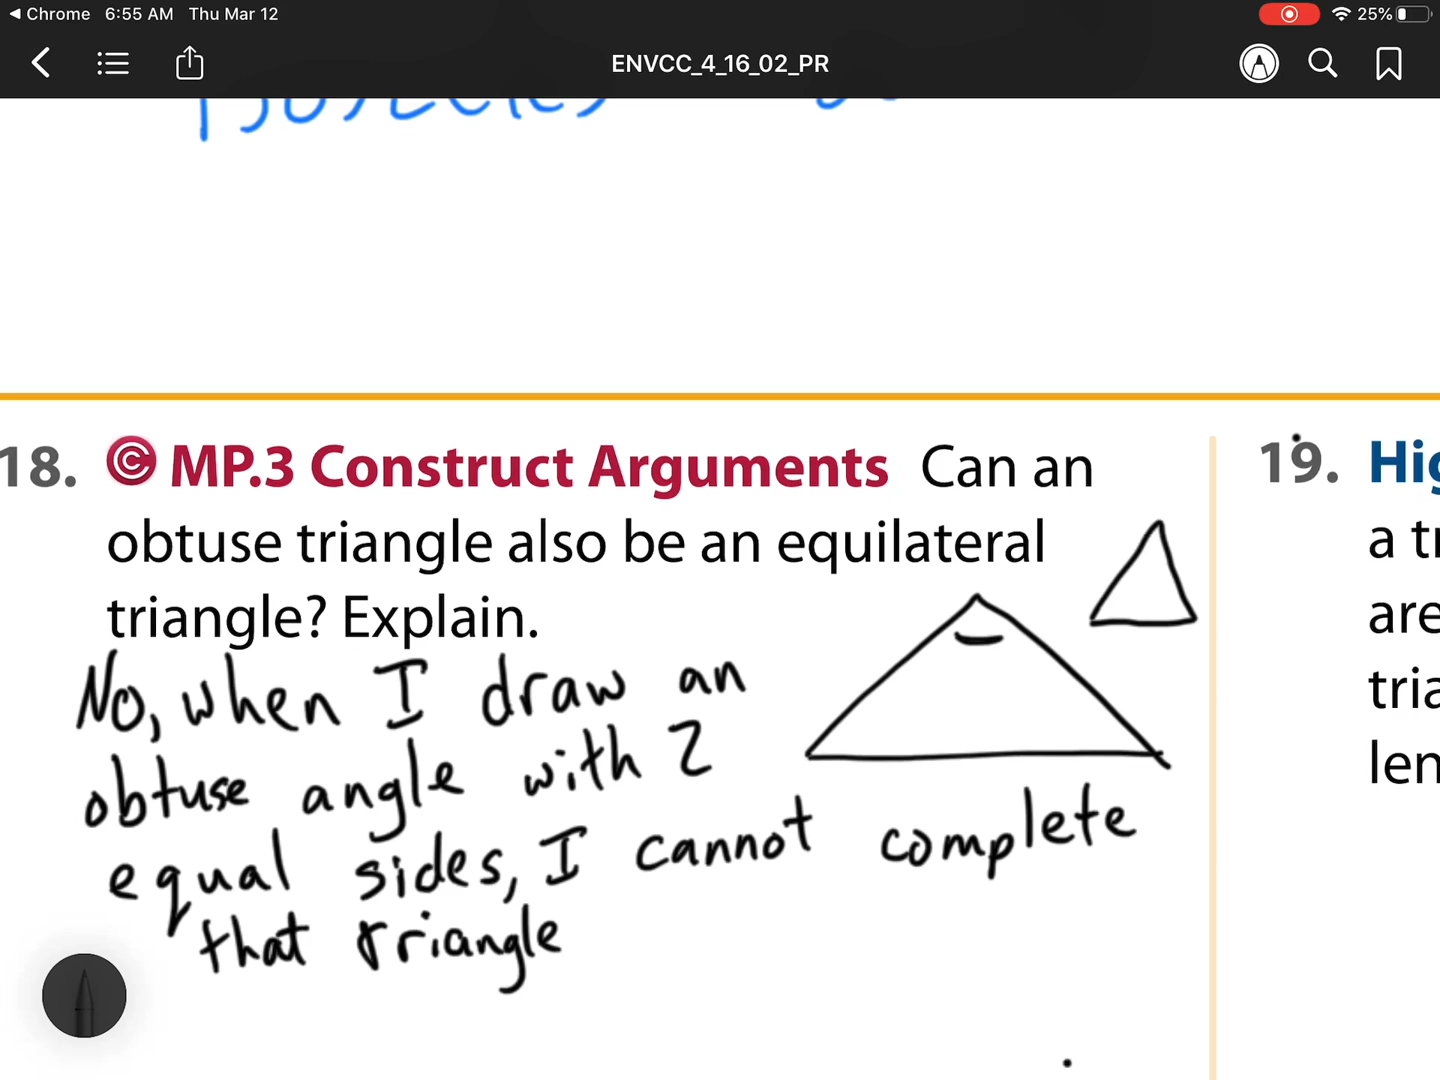 Chrome 6:55 AM Thu Mar 12
25%
ENVCC_4_16_02_PR
18. © MP.3 Construct Arguments Can an
obtuse triangle also be an equilateral
triangle? Explain.
No, when I draw an
obtuse angle with 2
equal sides, I cannot complete
that triangle
19. Hig
a tr
are
tria
len